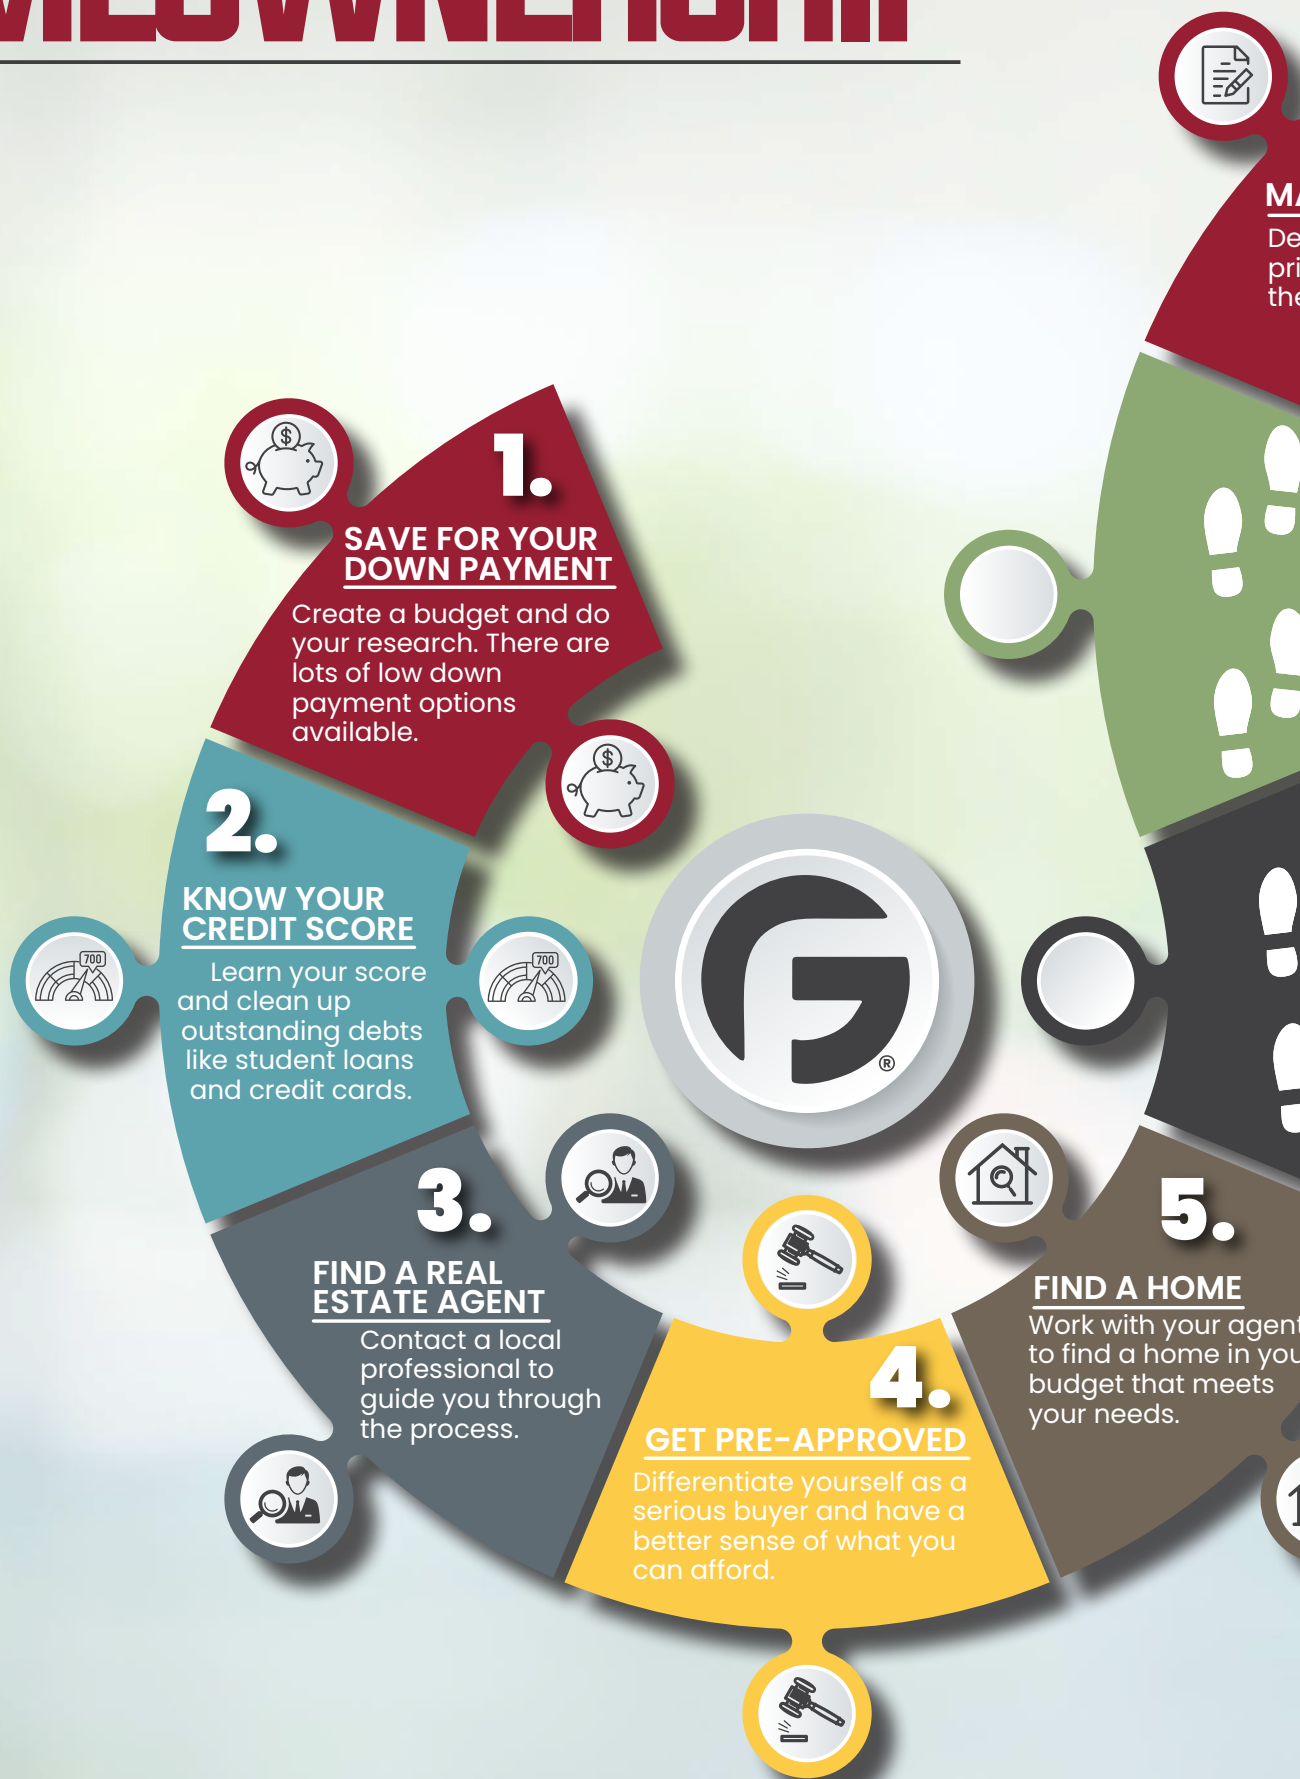 1.
SAVE FOR YOUR
DOWN PAYMENT
Create a budget and do
your research. There are
lots of low down
payment options
available.
2.
KNOW YOUR
CREDIT SCORE
Learn your score
and clean up
outstanding debts
like student loans
and credit cards.
700
700
3.
FIND A REAL
ESTATE AGENT
Contact a local
professional to
guide you through
the process.
4.
GET PRE-APPROVED
Differentiate yourself as a
serious buyer and have a
better sense of what you
can afford.
5.
FIND A HOME
Work with your agent
to find a home in
budget that meets
your needs.
®